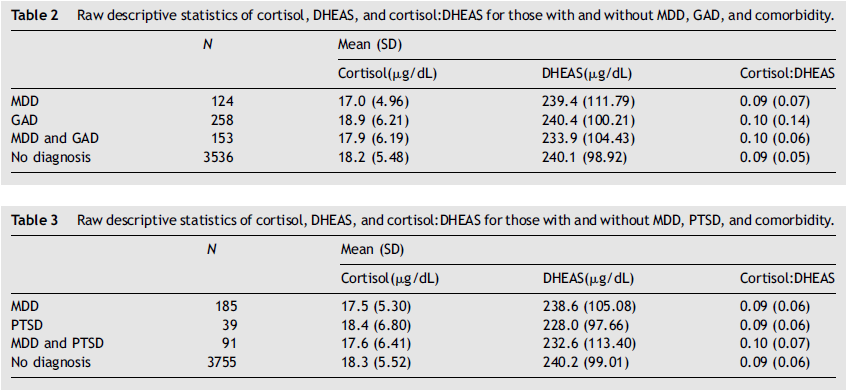 Table 2 Raw descriptive statistics of cortisol, DHEAS, and cortisol:DHEAS for those with and without MDD, GAD, and comorbidity.
N Mean (SD)
Cortisol(μg/dL) DHEAS(μg/dL) Cortisol:DHEAS
MDD 124 17.0 (4.96) 239.4 (111.79) 0.09 (0.07)
GAD 258 18.9 (6.21) 240.4 (100.21) 0.10 (0.14)
MDD and GAD 153 17.9 (6.19) 233.9 (104.43) 0.10 (0.06)
No diagnosis 3536 18.2 (5.48) 240.1 (98.92) 0.09 (0.05)
Table 3 Raw descriptive statistics of cortisol, DHEAS, and cortisol:DHEAS for those with and without MDD, PTSD, and comorbidity.
N Mean (SD)
Cortisol(μg/dL) DHEAS(μg/dL) Cortisol:DHEAS
MDD 185 17.5 (5.30) 238.6 (105.08) 0.09 (0.06)
PTSD 39 18.4 (6.80) 228.0 (97.66) 0.09 (0.06)
MDD and PTSD 91 17.6 (6.41) 232.6 (113.40) 0.10 (0.07)
No diagnosis 3755 18.3 (5.52) 240.2 (99.01) 0.09 (0.06)